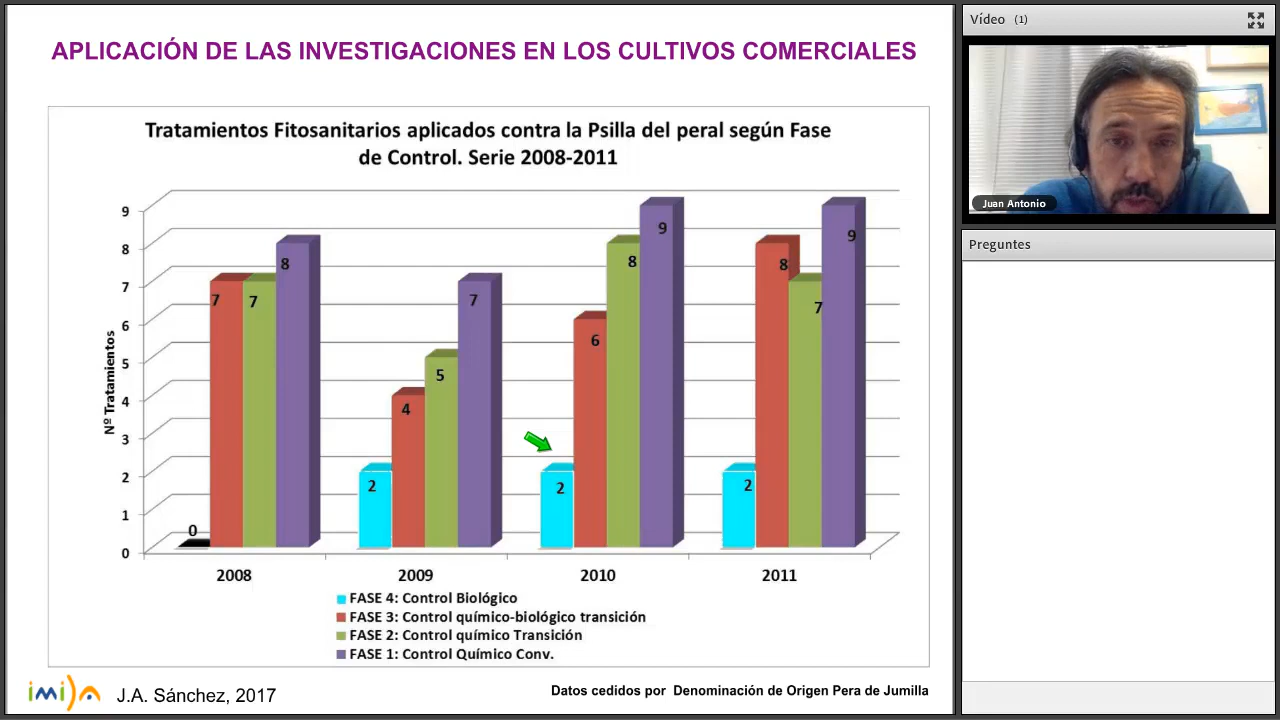 APLICACIÓN DE LAS INVESTIGACIONES EN LOS CULTIVOS COMERCIALES
Tratamientos Fitosanitarios aplicados contra la Psilla del peral según Fase
de Control. Serie 2008-2011
Nº Tratamientos
9
8
7
6
5
4
3
2
1
0
0
7
7
8
2
4
5
7
2
6
8
9
2
8
7
9
2008
2009
2010
2011
FASE 4: Control Biológico
FASE 3: Control químico-biológico transición
FASE 2: Control químico Transición
FASE 1: Control Químico Conv.
imida
J.A. Sánchez, 2017
Datos cedidos por Denominación de Origen Pera de Jumilla
Vídeo (1)
Juan Antonio
Preguntes